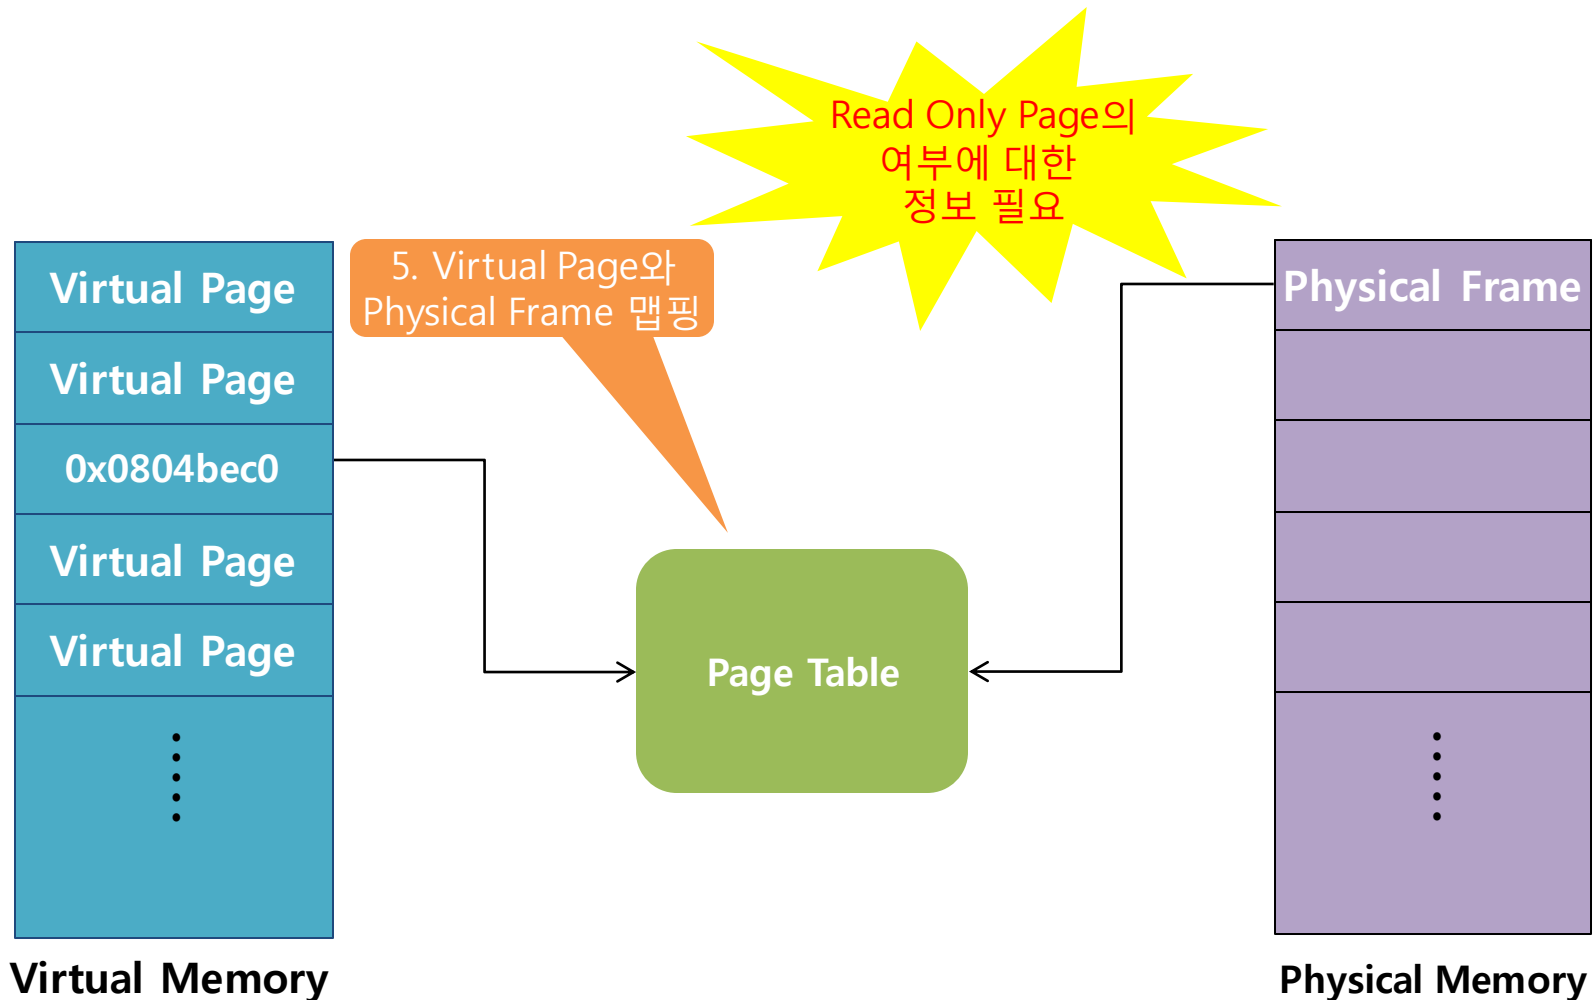 Read Only Page의
여부에 대한
정보 필요
5. Virtual Page와
Physical Frame 맵핑
Virtual Page
Virtual Page
0x0804bec0
Virtual Page
Virtual Page
Virtual Memory
Page Table
Physical Frame
Physical Memory